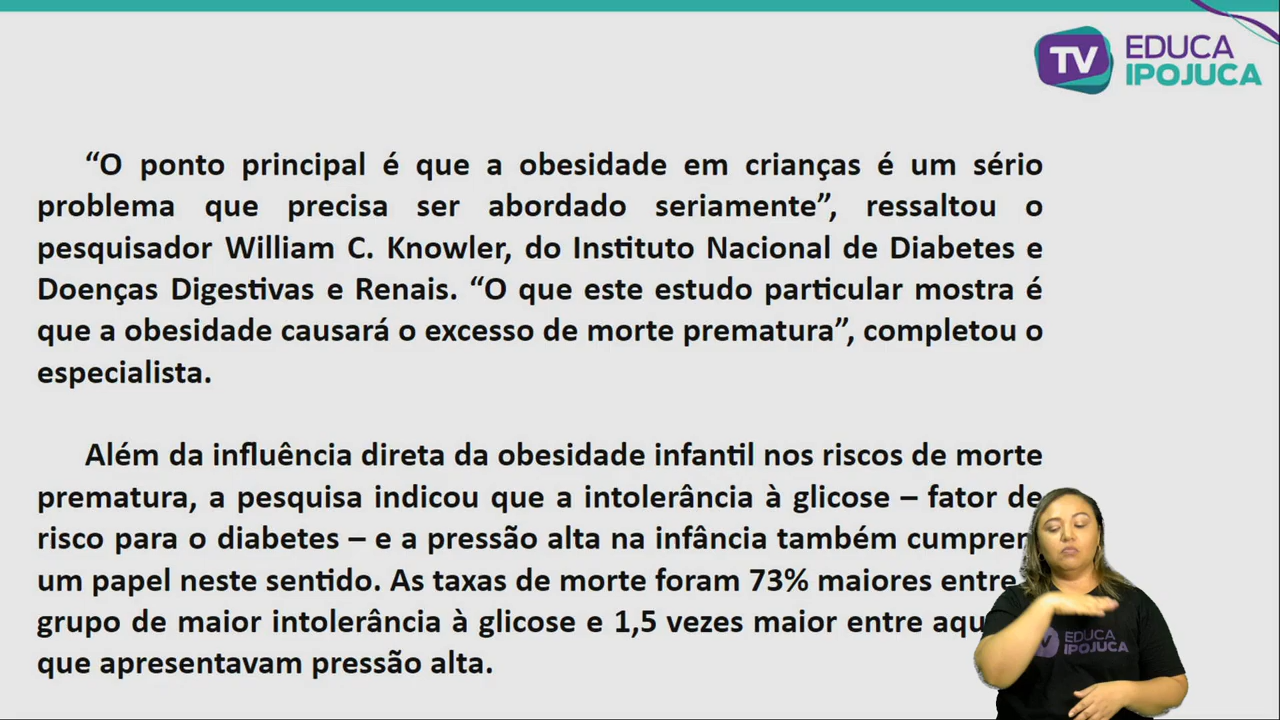 TV EDUCA
IPOJUCA
“O ponto principal é que a obesidade em crianças é um sério
problema que precisa ser abordado seriamente”, ressaltou o
pesquisador William C. Knowler, do Instituto Nacional de Diabetes e
Doenças Digestivas e Renais. “O que este estudo particular mostra é
que a obesidade causará o excesso de morte prematura”, completou o
especialista.
Além da influência direta da obesidade infantil nos riscos de morte
prematura, a pesquisa indicou que a intolerância à glicose – fator de
risco para o diabetes – e a pressão alta na infância também
um papel neste sentido. As taxas de morte foram 73% maiores entre
grupo de maior intolerância à glicose e 1,5 vezes maior entre
que apresentavam pressão alta.
EDUCA
IPOJUCA